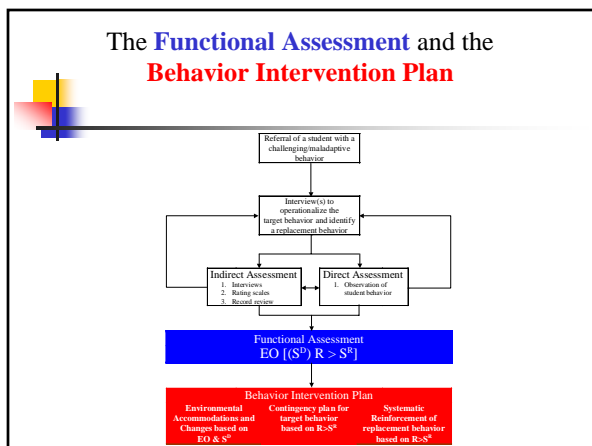 The Functional Assessment and the
Behavior Intervention Plan
Referral of a student with a
challenging/maladaptive
behavior
Interview(s) to
operationalize the
target behavior and identify
a replacement behavior
Indirect Assessment
1. Interviews
2. Rating scales
3. Record review
Direct Assessment
1. Observation of
student behavior
Functional Assessment
EO [(S^D) R > S^R]
Behavior Intervention Plan
Environmental
Accommodations and
Changes based on
EO & S^D
Contingency plan for
target behavior
based on R>S^R
Systematic
Reinforcement of
replacement behavior
based on R>S^R